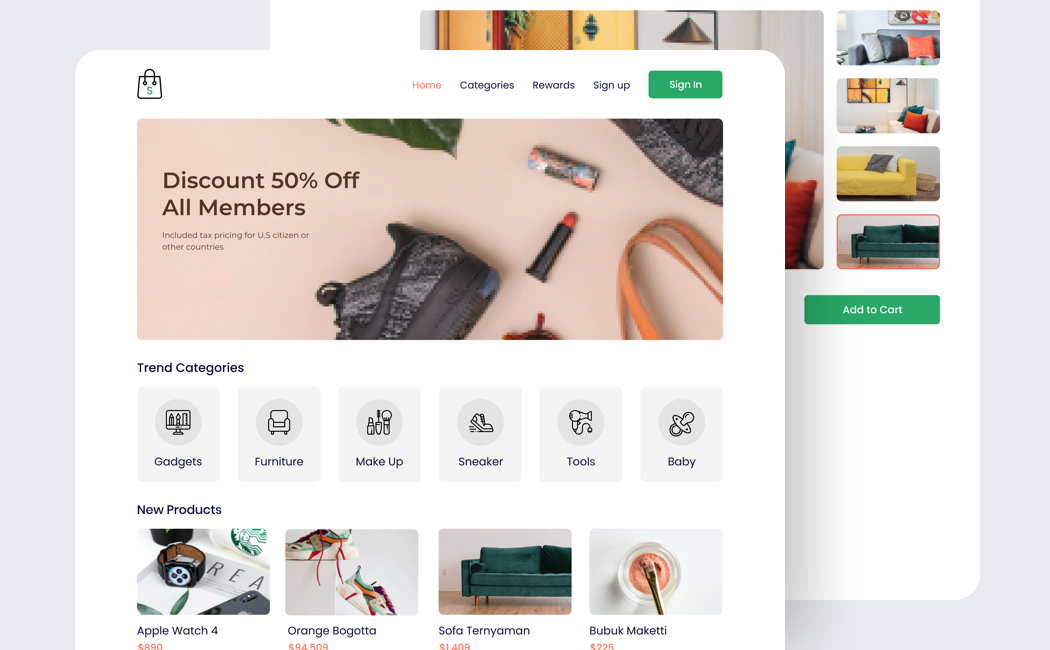 S
Home Categories Rewards Sign up Sign In
Discount 50% Off
All Members
Included tax pricing for U.S citizen or
other countries
Add to Cart
Trend Categories
Gadgets Furniture Make Up Sneaker Tools Baby
New Products
R E A
Apple Watch 4 Orange Bogotta Sofa Ternyaman Bubuk Maketti
$890 $94,509 $1,409 $225